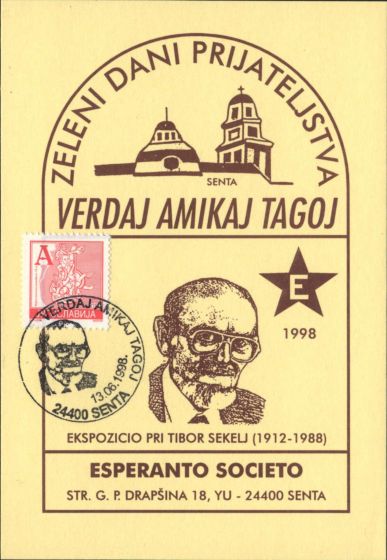 ZELENI DANI PRIJATELJSTVA
SENTA
VERDAJ AMIKAJ TAGOJ
A
ЈУГОСЛАВИЈА
E
1998
VERDAJ AMIKAJ TAGOJ
13.06.1998.
24400 SENTA
EKSPOZICIO PRI TIBOR SEKELJ (1912-1988)
ESPERANTO SOCIETO
STR. G. P. DRAPŠINA 18, YU - 24400 SENTA